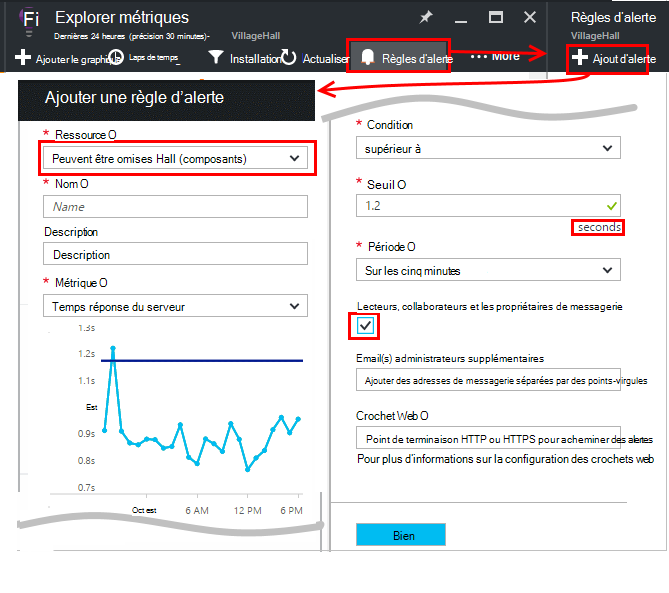 Fi
Explorer métriques
Dernières 24 heures (précision 30 minutes)-
VillageHall
Ajouter le graphique
Laps de temps
Installation
Actualiser
Règles d'alerte
More
Règles d'alerte
VillageHall
Ajout d'alerte
Ajouter une règle d'alerte
* Ressource O
Peuvent être omises Hall (composants)
* Nom O
Name
Description
Description
* Métrique O
Temps réponse du serveur
1.3s
1.2s
1.1s
Est
0.9s
0.8s
0.7s
Oct est
6 AM
12 PM
6 PM
* Condition
supérieur à
* Seuil O
1.2
seconds
* Période O
Sur les cinq minutes
Lecteurs, collaborateurs et les propriétaires de messagerie
Email(s) administrateurs supplémentaires
Ajouter des adresses de messagerie séparées par des points-virgules
Crochet Web O
Point de terminaison HTTP ou HTTPS pour acheminer des alertes
Pour plus d'informations sur la configuration des crochets web
Bien